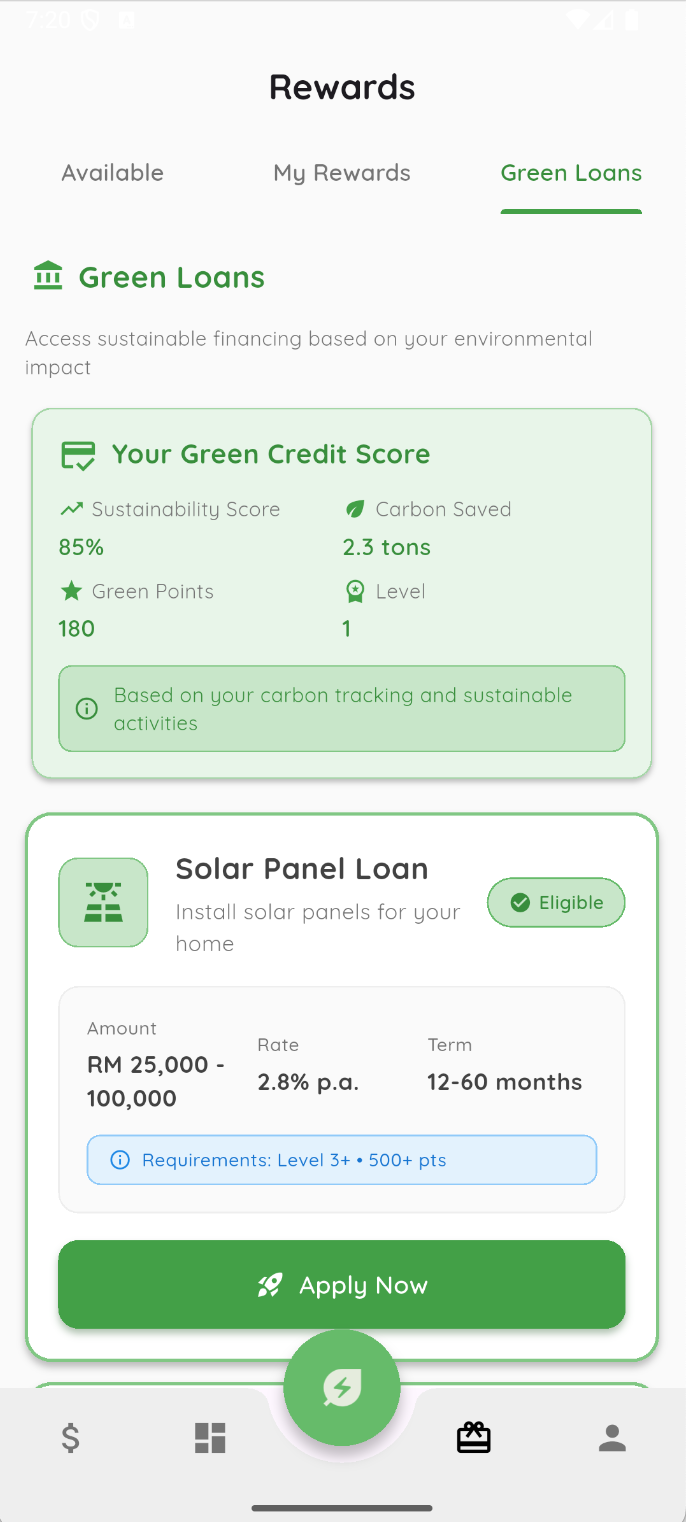 7:20
Rewards
Available My Rewards Green Loans
Green Loans
Access sustainable financing based on your environmental
impact
Your Green Credit Score
Sustainability Score Carbon Saved
85% 2.3 tons
Green Points Level
180 1
Based on your carbon tracking and sustainable
activities
Solar Panel Loan
Install solar panels for your
home
Eligible
Amount
RM 25,000 -
100,000
Rate
2.8% p.a.
Term
12-60 months
Requirements: Level 3+ • 500+ pts
Apply Now